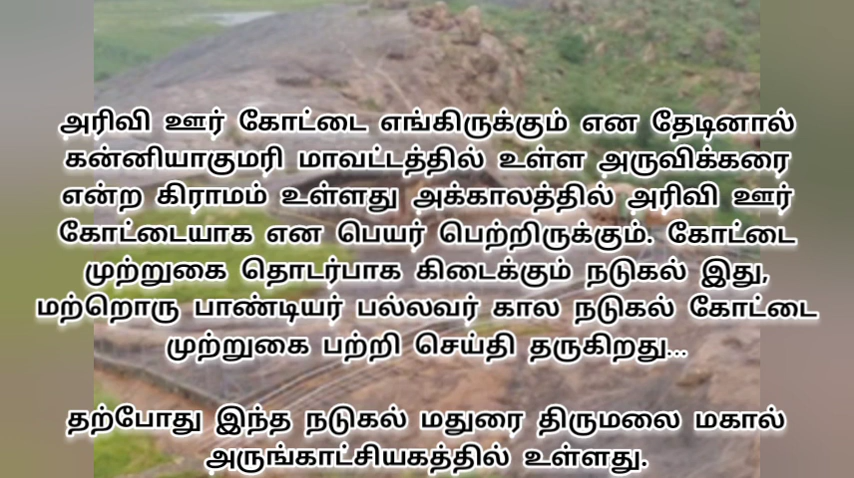 அரிவி ஊர் கோட்டை எங்கிருக்கும் என தேடினால்
கன்னியாகுமரி மாவட்டத்தில் உள்ள அருவிக்கரை
என்ற கிராமம் உள்ளது அக்காலத்தில் அரிவி ஊர்
கோட்டையாக என பெயர் பெற்றிருக்கும். கோட்டை
முற்றுகை தொடர்பாக கிடைக்கும் நடுகல் இது,
மற்றொரு பாண்டியர் பல்லவர் கால நடுகல் கோட்டை
முற்றுகை பற்றி செய்தி தருகிறது...
தற்போது இந்த நடுகல் மதுரை திருமலை மகால்
அருங்காட்சியகத்தில் உள்ளது.